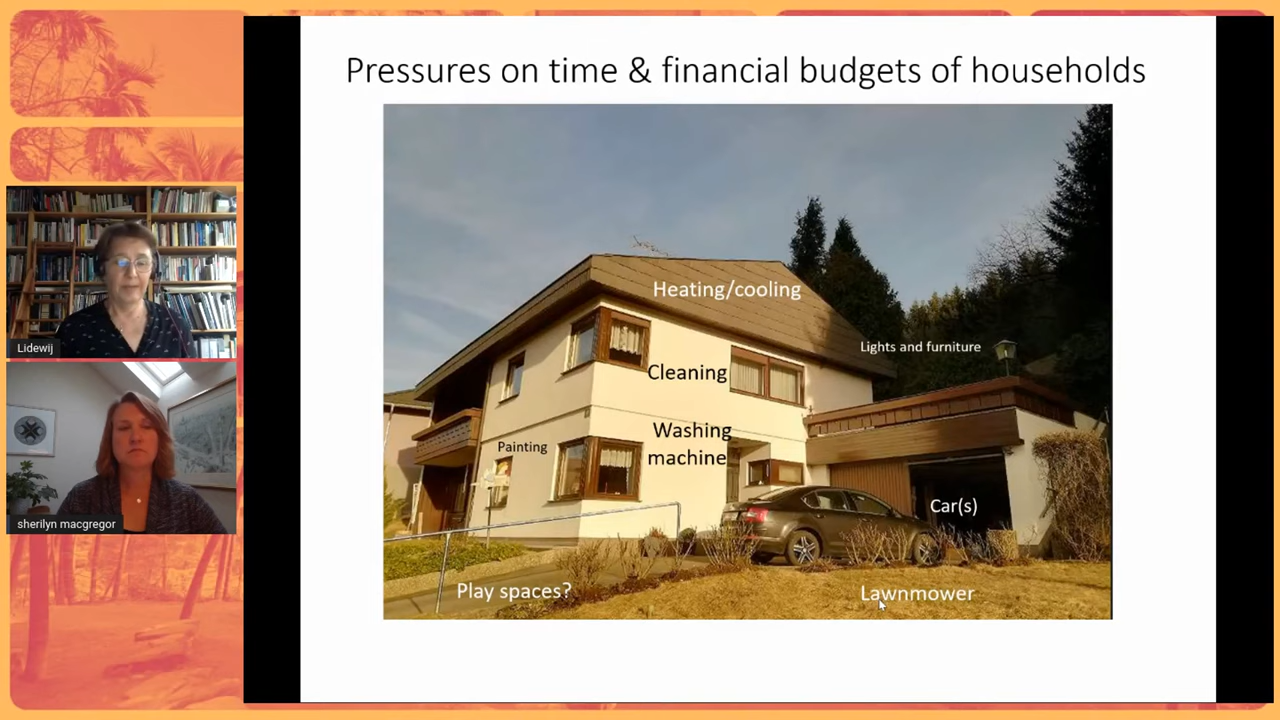 Pressures on time & financial budgets of households
Heating/cooling
Lights and furniture
Cleaning
Washing
machine
Painting
Car(s)
Play spaces?
Lawnmower
Lidewij
sherilyn macgregor